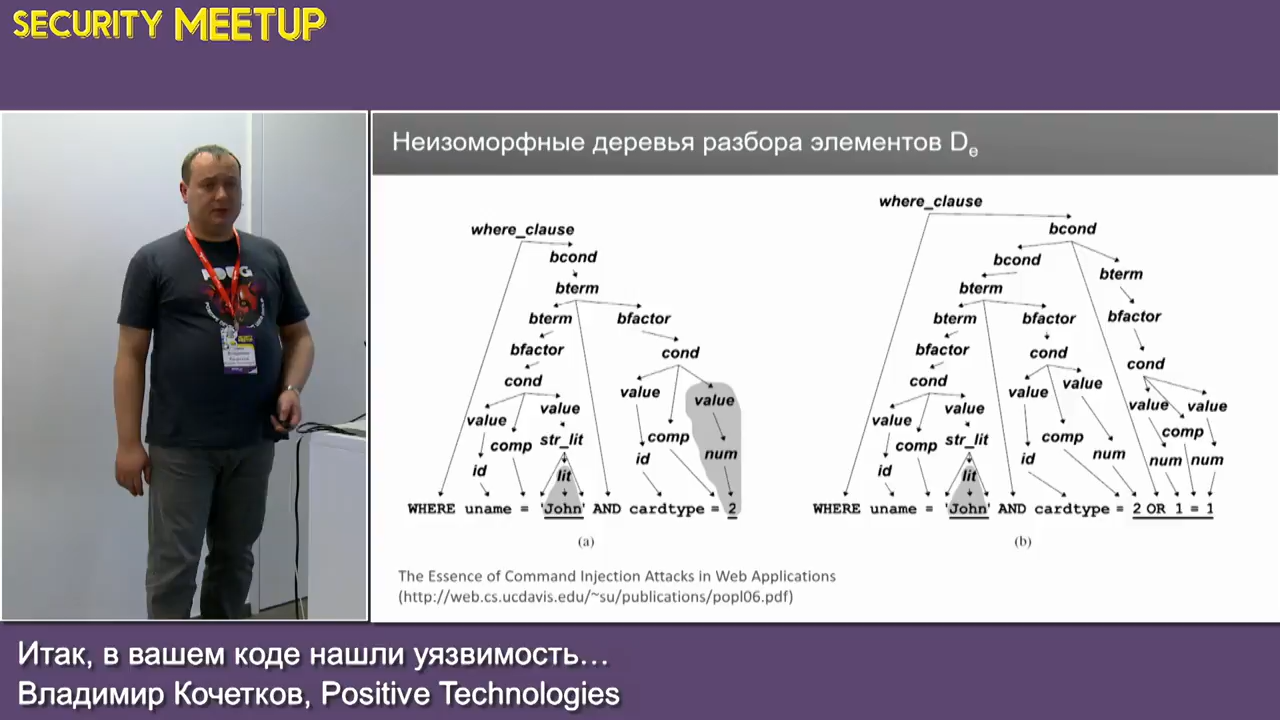 SECURITY MEETUP
Неизоморфные деревья разбора элементов Dе
where_clause
bcond
bterm
bterm
bfactor
bfactor
cond
cond
value
value
value
value
comp
str_lit
comp
num
id
lit
id
WHERE uname = 'John' AND cardtype = 2
(a)
where_clause
bcond
bcond
bterm
bterm
bterm
bfactor
bfactor
bfactor
cond
cond
cond
value
value
value
value
value
value
comp
str_lit
comp
num
comp
id
lit
id
num
num
WHERE uname = 'John' AND cardtype = 2 OR 1 = 1
(b)
The Essence of Command Injection Attacks in Web Applications
(http://web.cs.ucdavis.edu/~su/publications/popl06.pdf)
Итак, в вашем коде нашли уязвимость…
Владимир Кочетков, Positive Technologies